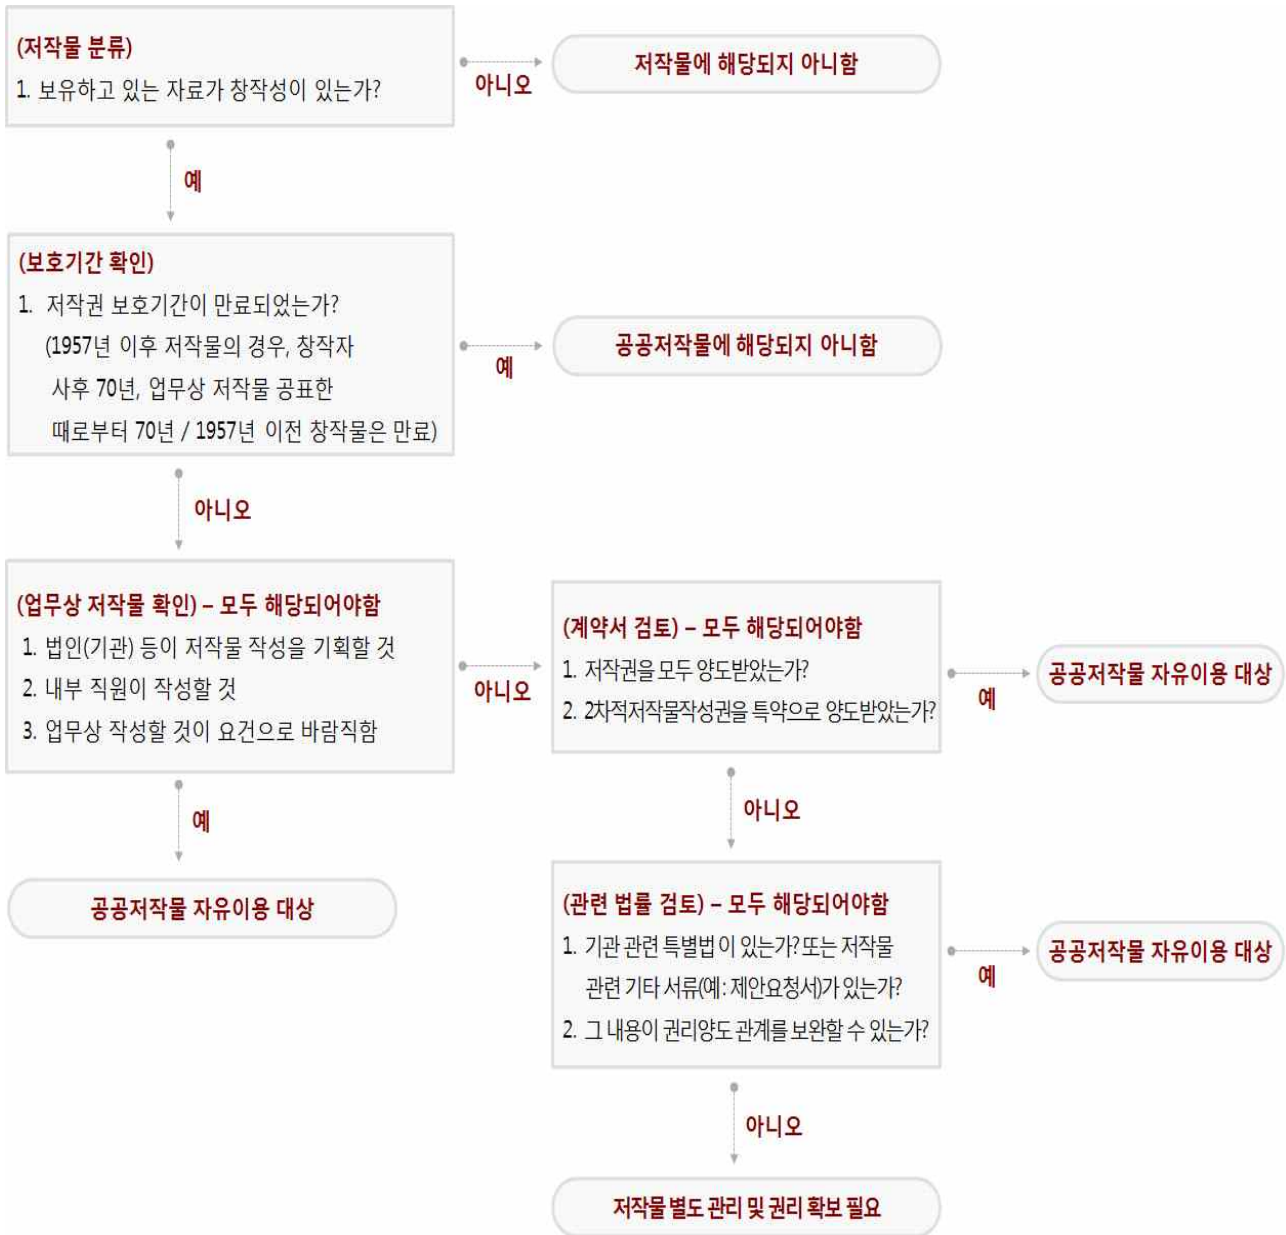 (저작물 분류)
1. 보유하고 있는 자료가 창작성이 있는가?
아니오
저작물에 해당되지 아니함
예
(보호기간 확인)
1. 저작권 보호기간이 만료되었는가?
(1957년 이후 저작물의 경우, 창작자
사후 70년, 업무상 저작물 공표한
때로부터 70년 / 1957년 이전 창작물은 만료)
예
공공저작물에 해당되지 아니함
아니오
(업무상 저작물 확인) – 모두 해당되어야함
1. 법인(기관) 등이 저작물 작성을 기획할 것
2. 내부 직원이 작성할 것
3. 업무상 작성할 것이 요건으로 바람직함
아니오
(계약서 검토) – 모두 해당되어야함
1. 저작권을 모두 양도받았는가?
2. 2차적저작물작성권을 특약으로 양도받았는가?
예
공공저작물 자유이용 대상
예
공공저작물 자유이용 대상
아니오
(관련 법률 검토) – 모두 해당되어야함
1. 기관 관련 특별법이 있는가? 또는 저작물
관련 기타 서류(예: 제안요청서)가 있는가?
2. 그 내용이 권리양도 관계를 보완할 수 있는가?
예
공공저작물 자유이용 대상
아니오
저작물 별도 관리 및 권리 확보 필요